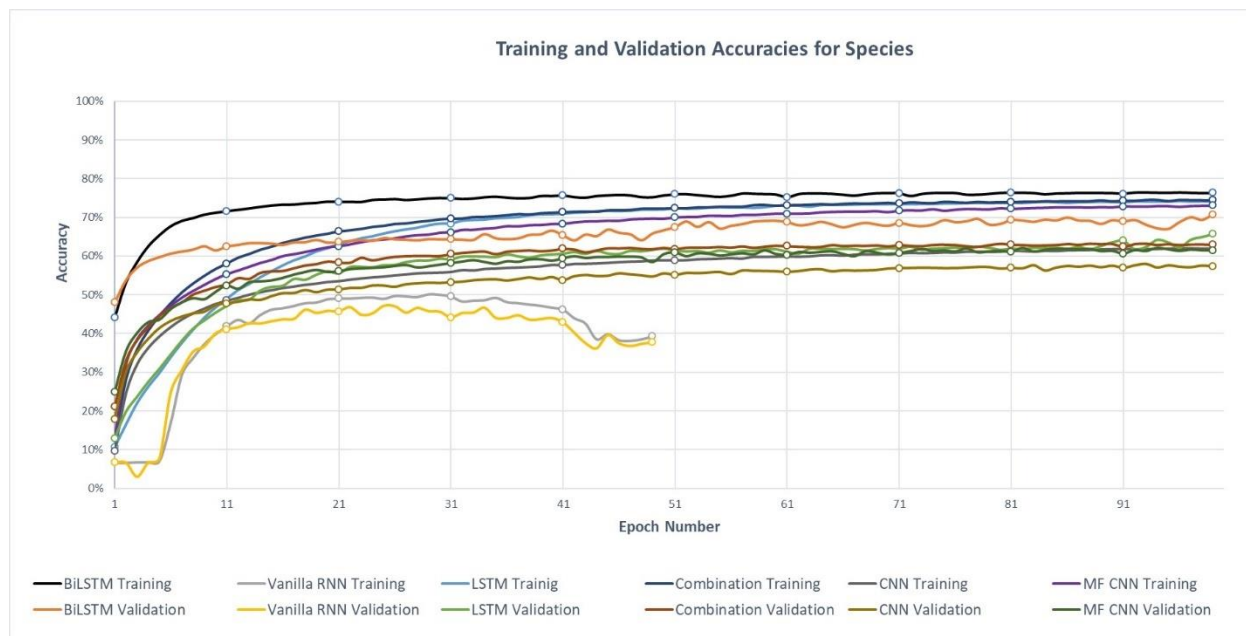 Training and Validation Accuracies for Species
100%
90%
80%
70%
60%
50%
40%
30%
20%
10%
0%
Accuracy
1 11 21 31 41 51 61 71 81 91
Epoch Number
BiLSTM Training Vanilla RNN Training LSTM Trainig Combination Training CNN Training MF CNN Training
BiLSTM Validation Vanilla RNN Validation LSTM Validation Combination Validation CNN Validation MF CNN Validation